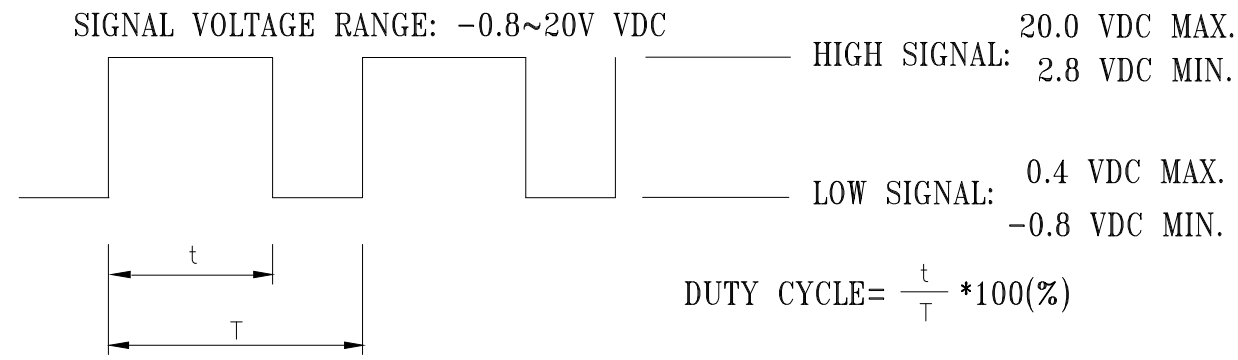 SIGNAL VOLTAGE RANGE: -0.8~20V VDC
HIGH SIGNAL: 20.0 VDC MAX.
2.8 VDC MIN.
LOW SIGNAL: 0.4 VDC MAX.
-0.8 VDC MIN.
t
T
DUTY CYCLE= t/T *100(%)